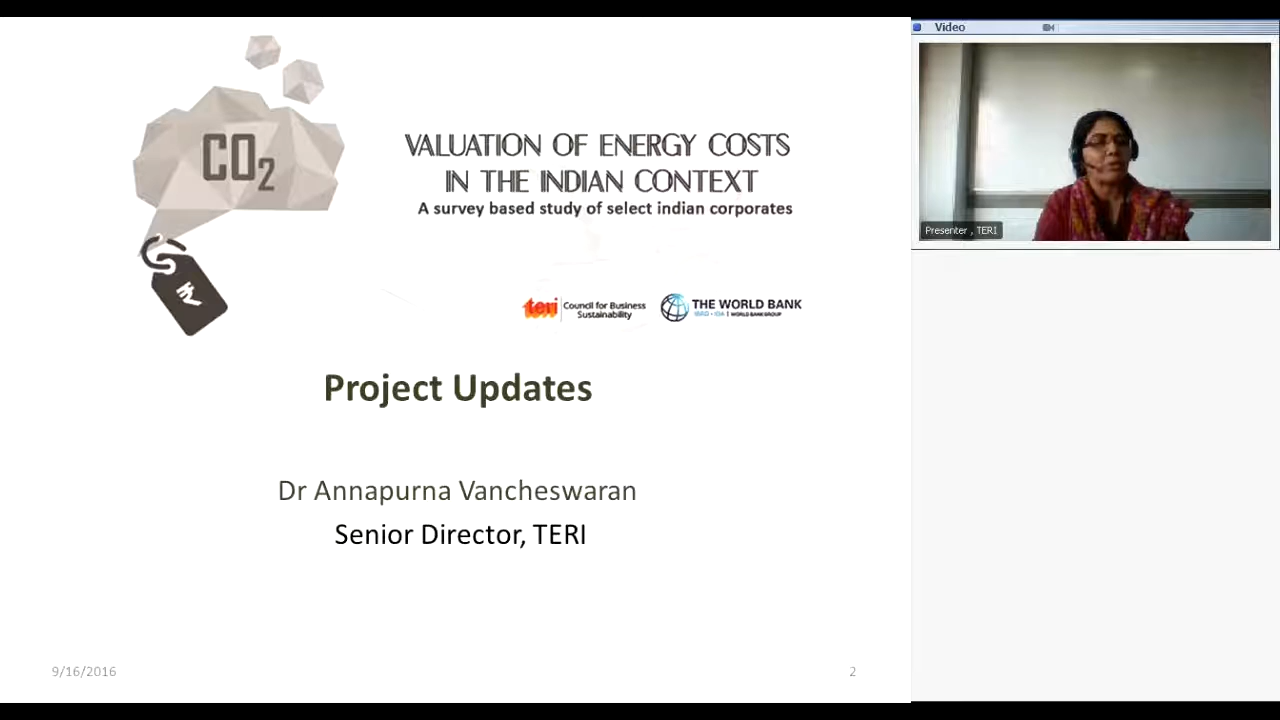 CO2
₹
VALUATION OF ENERGY COSTS
IN THE INDIAN CONTEXT
A survey based study of select indian corporates
teri Council for Business
Sustainability
THE WORLD BANK
IBRD • IDA | WORLD BANK GROUP
Project Updates
Dr Annapurna Vancheswaran
Senior Director, TERI
9/16/2016
2
Video
Presenter , TERI